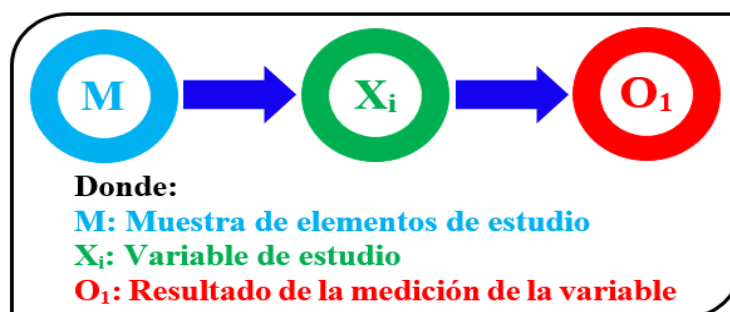 M Xᵢ O₁
Donde:
M: Muestra de elementos de estudio
Xᵢ: Variable de estudio
O₁: Resultado de la medición de la variable